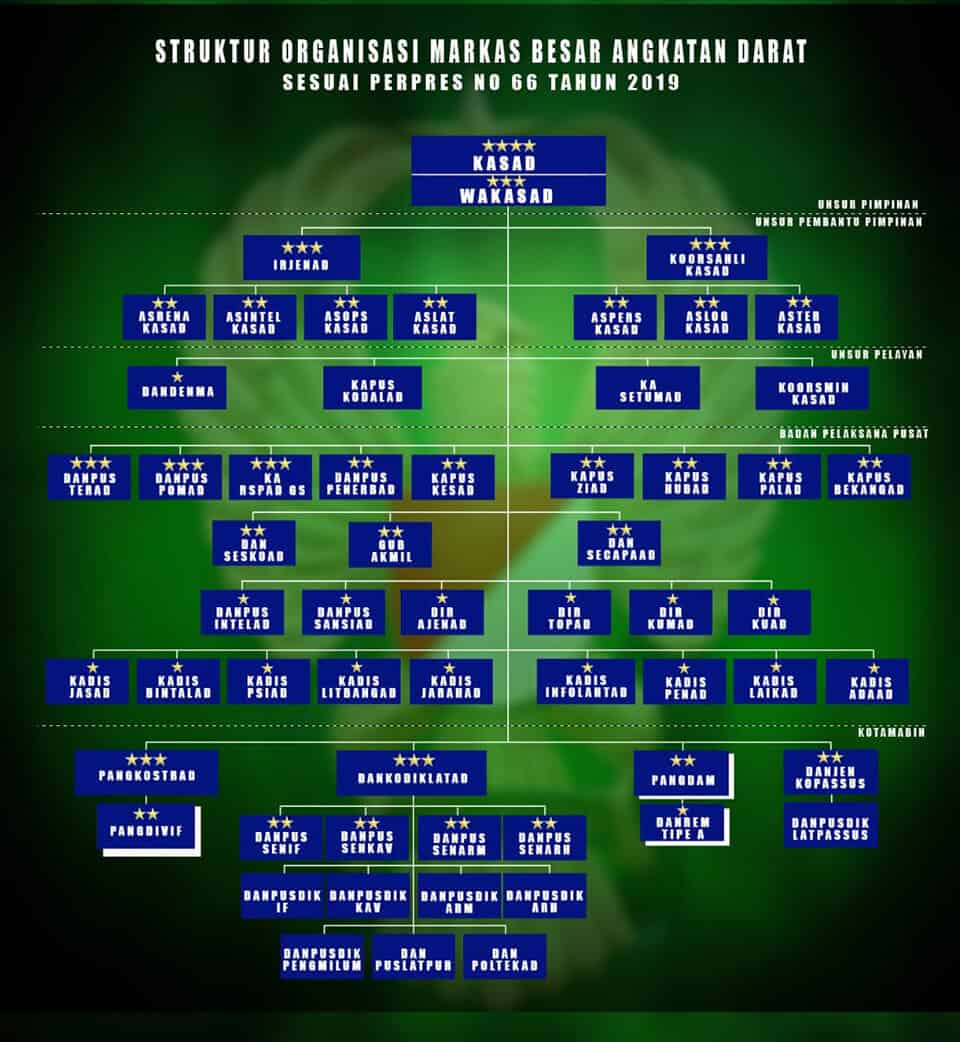 STRUKTUR ORGANISASI MARKAS BESAR ANGKATAN DARAT
SESUAI PERPRES NO 66 TAHUN 2019
KASAD
WAKASAD
UNSUR PIMPINAN
UNSUR PEMBANTU PIMPINAN
IRJENAD
KOORSAHLI
KASAD
ASRENA
KASAD
ASINTEL
KASAD
ASOPS
KASAD
ASLAT
KASAD
ASPERS
KASAD
ASLOG
KASAD
ASTER
KASAD
UNSUR PELAYAN
DANDENMA
KAPUS
KODALAD
KA
SETUMAD
KOORSMIN
KASAD
BADAN PELAKSANA PUSAT
DANPUS
TERAD
DANPUS
POMAD
KA
RSPAD GS
DANPUS
PENERBAD
KAPUS
KESAD
KAPUS
ZIAD
KAPUS
HUBAD
KAPUS
PALAD
KAPUS
BEKANGAD
DAN
SESKOAD
GUB
AKMIL
DAN
SECAPAAD
DANPUS
INTELAD
DANPUS
SANSIAD
DIR
AJENAD
DIR
TOPAD
DIR
KUMAD
DIR
KUAD
KADIS
JASAD
KADIS
BINTALAD
KADIS
PSIAD
KADIS
LITBANGAD
KADIS
JARAHAD
KADIS
INFOLAHTAD
KADIS
PENAD
KADIS
LAIKAD
KADIS
ADAAD
KOTAMABIN
PANGKOSTRAD
DANKODIKLATAD
PANGDAM
DANJEN
KOPASSUS
PANGDIVIF
DANREM
TIPE A
DANPUSDIK
LATPASSUS
DANPUS
SENIF
DANPUS
SENKAV
DANPUS
SENARM
DANPUS
SENARH
DANPUSDIK
IF
DANPUSDIK
KAV
DANPUSDIK
ARM
DANPUSDIK
ARH
DANPUSDIK
PENGMILUM
DAN
PUSLATPUR
DAN
POLTEKAD